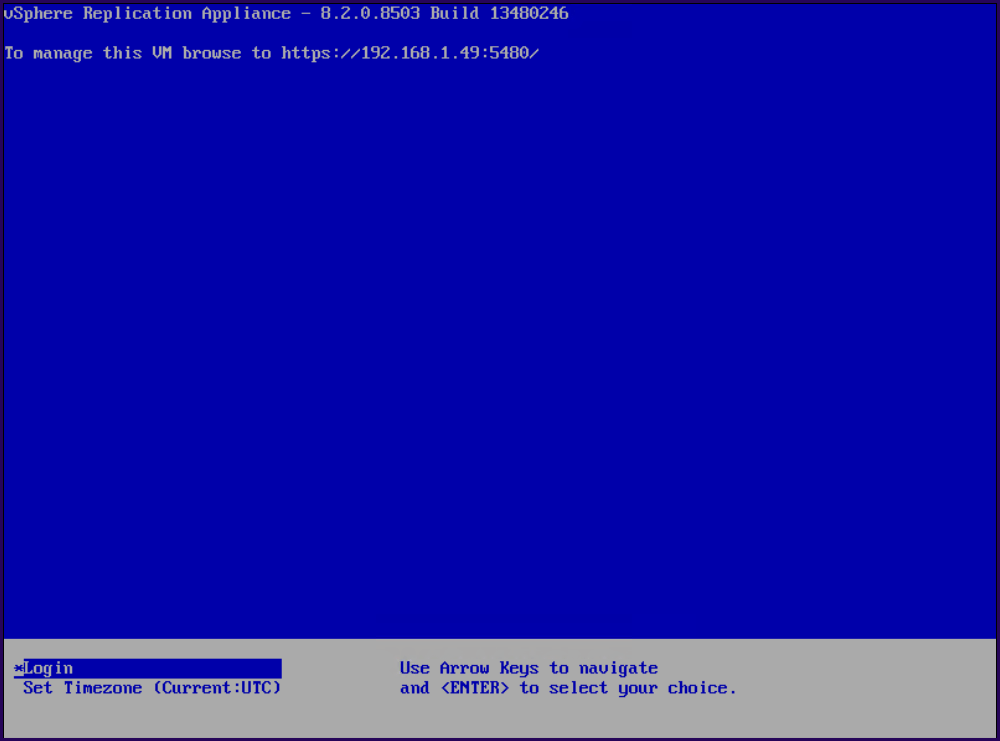 vSphere Replication Appliance - 8.2.0.8503 Build 13480246
To manage this VM browse to https://192.168.1.49:5480/
*Login
Set Timezone (Current:UTC)
Use Arrow Keys to navigate
and <ENTER> to select your choice.